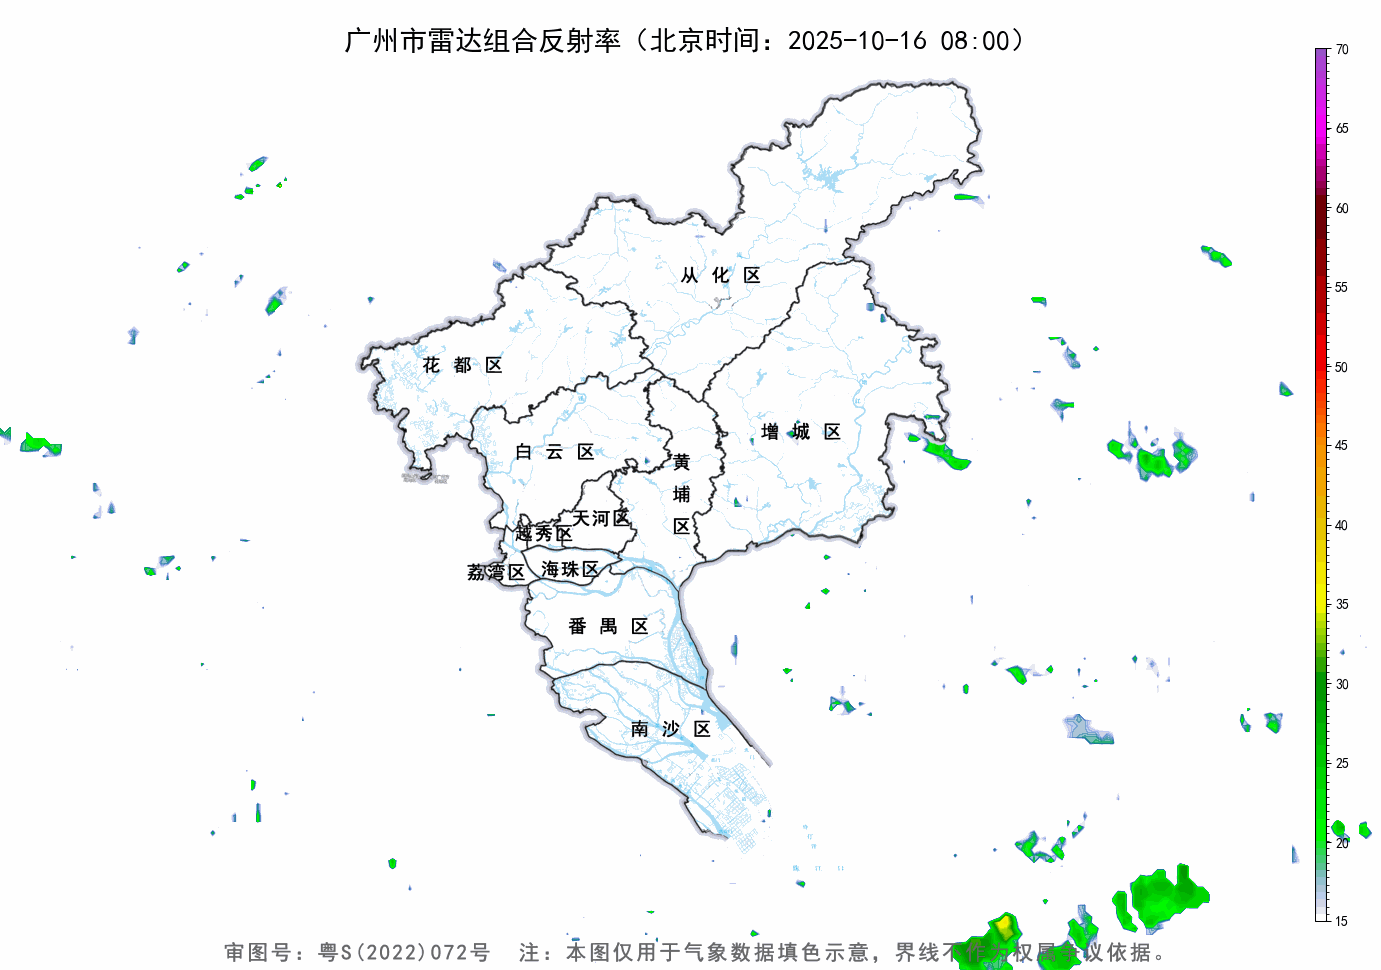 广州市雷达组合反射率（北京时间：2025-10-16 08:00）
70
65
60
55
50
45
40
35
30
25
20
15
从化区
花都区
增城区
白云区
黄埔区
天河区
越秀区
荔湾区
海珠区
番禺区
南沙区
审图号：粤S(2022)072号 注：本图仅用于气象数据填色示意，界线不作为权属争议依据。